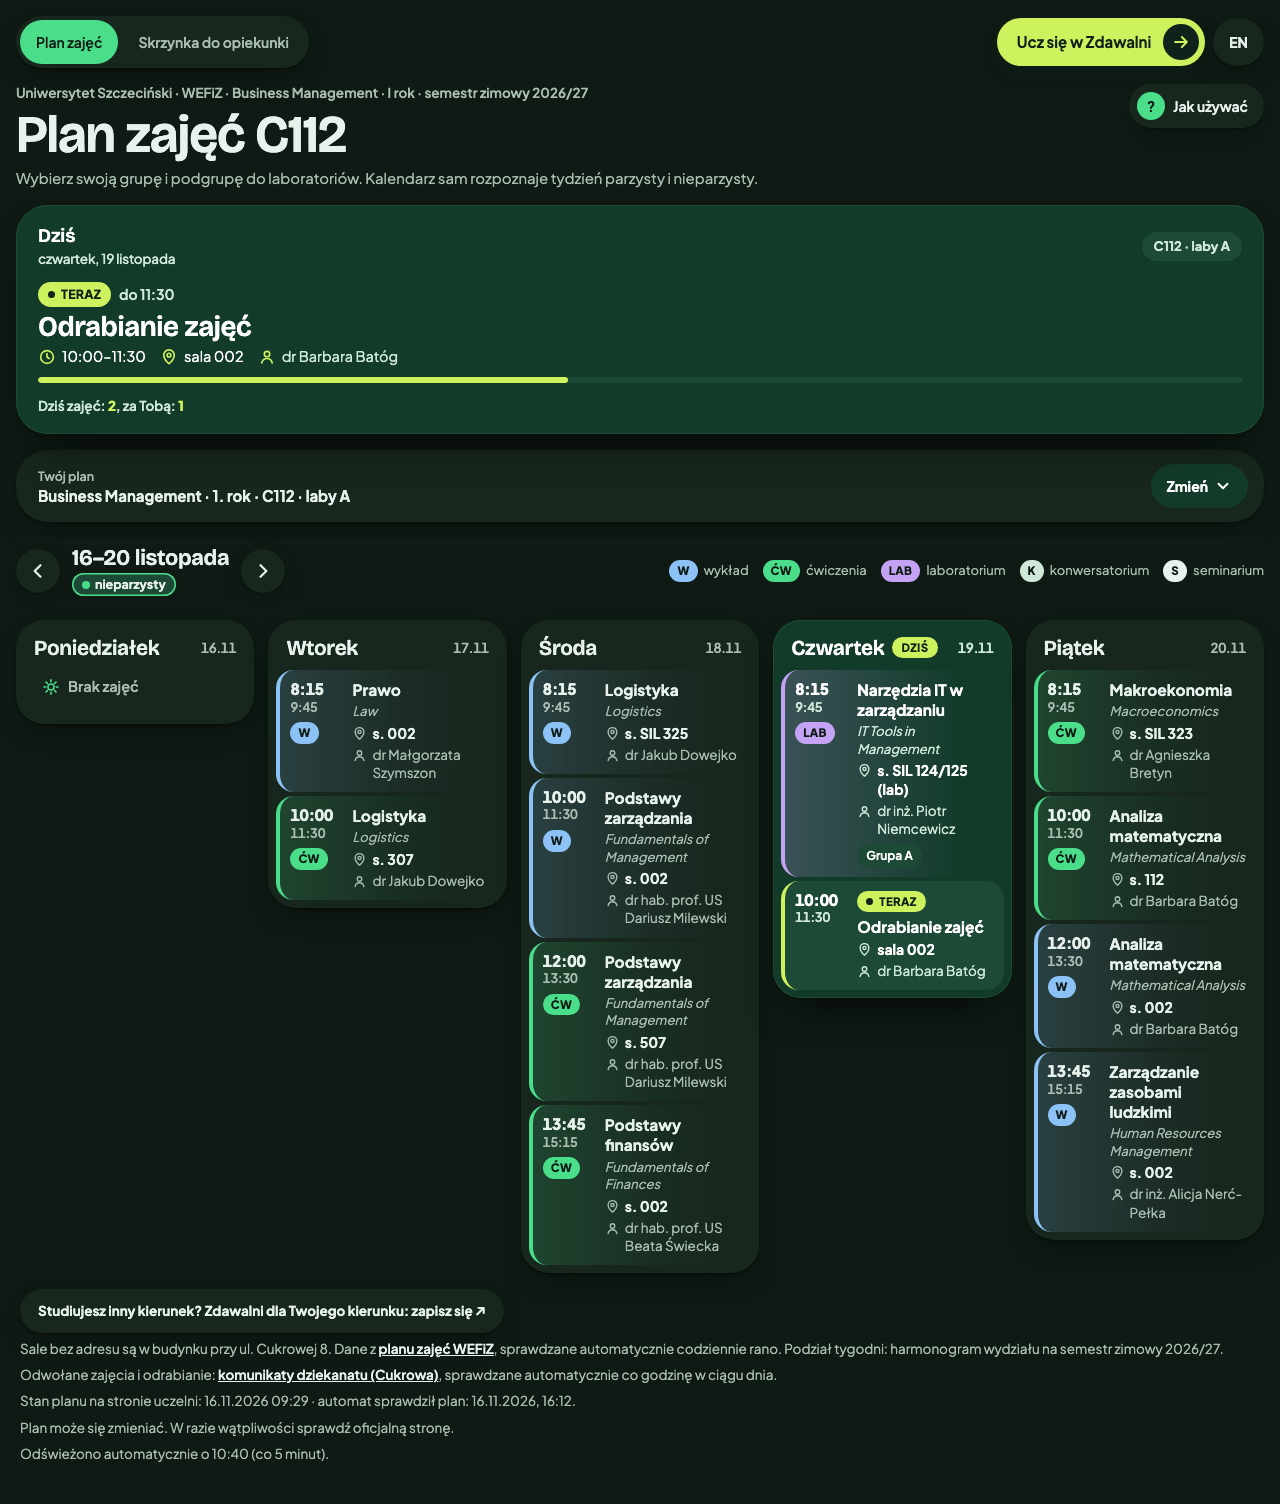 Plan zajęć
Skrzynka do opiekunki
Ucz się w Zdawalni
EN
Uniwersytet Szczeciński · WEFiZ · Business Management · I rok · semestr zimowy 2026/27
? Jak używać
Plan zajęć C112
Wybierz swoją grupę i podgrupę do laboratoriów. Kalendarz sam rozpoznaje tydzień parzysty i nieparzysty.
Dziś
czwartek, 19 listopada
C112 · laby A
TERAZ do 11:30
Odrabianie zajęć
10:00–11:30 sala 002 dr Barbara Batóg
Dziś zajęć: 2, za Tobą: 1
Twój plan
Business Management · 1. rok · C112 · laby A
Zmień
16–20 listopada
nieparzysty
W wykład ĆW ćwiczenia LAB laboratorium K konwersatorium S seminarium
Poniedziałek 16.11
Brak zajęć
Wtorek 17.11
8:15 Prawo
9:45 Law
W s. 002
dr Małgorzata
Szymszon
10:00 Logistyka
11:30 Logistics
ĆW s. 307
dr Jakub Dowejko
Środa 18.11
8:15 Logistyka
9:45 Logistics
W s. SIL 325
dr Jakub Dowejko
10:00 Podstawy
11:30 zarządzania
W Fundamentals of
Management
s. 002
dr hab. prof. US
Dariusz Milewski
12:00 Podstawy
13:30 zarządzania
ĆW Fundamentals of
Management
s. 507
dr hab. prof. US
Dariusz Milewski
13:45 Podstawy
15:15 finansów
ĆW Fundamentals of
Finances
s. 002
dr hab. prof. US
Beata Świecka
Czwartek DZIŚ 19.11
8:15 Narzędzia IT w
9:45 zarządzaniu
LAB IT Tools in
Management
s. SIL 124/125
(lab)
dr inż. Piotr
Niemcewicz
Grupa A
10:00 TERAZ
11:30 Odrabianie zajęć
sala 002
dr Barbara Batóg
Piątek 20.11
8:15 Makroekonomia
9:45 Macroeconomics
ĆW s. SIL 323
dr Agnieszka
Bretyn
10:00 Analiza
11:30 matematyczna
ĆW Mathematical Analysis
s. 112
dr Barbara Batóg
12:00 Analiza
13:30 matematyczna
W Mathematical Analysis
s. 002
dr Barbara Batóg
13:45 Zarządzanie
15:15 zasobami
W ludzkimi
Human Resources
Management
s. 002
dr inż. Alicja Nerć-
Pełka
Studiujesz inny kierunek? Zdawalni dla Twojego kierunku: zapisz się ↗
Sale bez adresu są w budynku przy ul. Cukrowej 8. Dane z planu zajęć WEFiZ, sprawdzane automatycznie codziennie rano. Podział tygodni: harmonogram wydziału na semestr zimowy 2026/27.
Odwołane zajęcia i odrabianie: komunikaty dziekanatu (Cukrowa), sprawdzane automatycznie co godzinę w ciągu dnia.
Stan planu na stronie uczelni: 16.11.2026 09:29 · automat sprawdził plan: 16.11.2026, 16:12.
Plan może się zmieniać. W razie wątpliwości sprawdź oficjalną stronę.
Odświeżono automatycznie o 10:40 (co 5 minut).